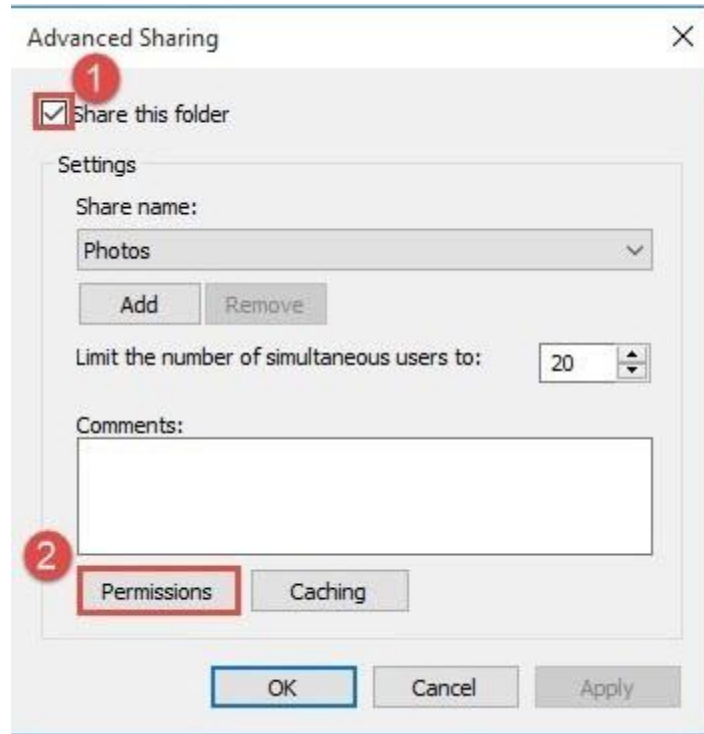 Advanced Sharing
1
Share this folder
Settings
Share name:
Photos
Add Remove
Limit the number of simultaneous users to: 20
Comments:
2
Permissions Caching
OK Cancel Apply